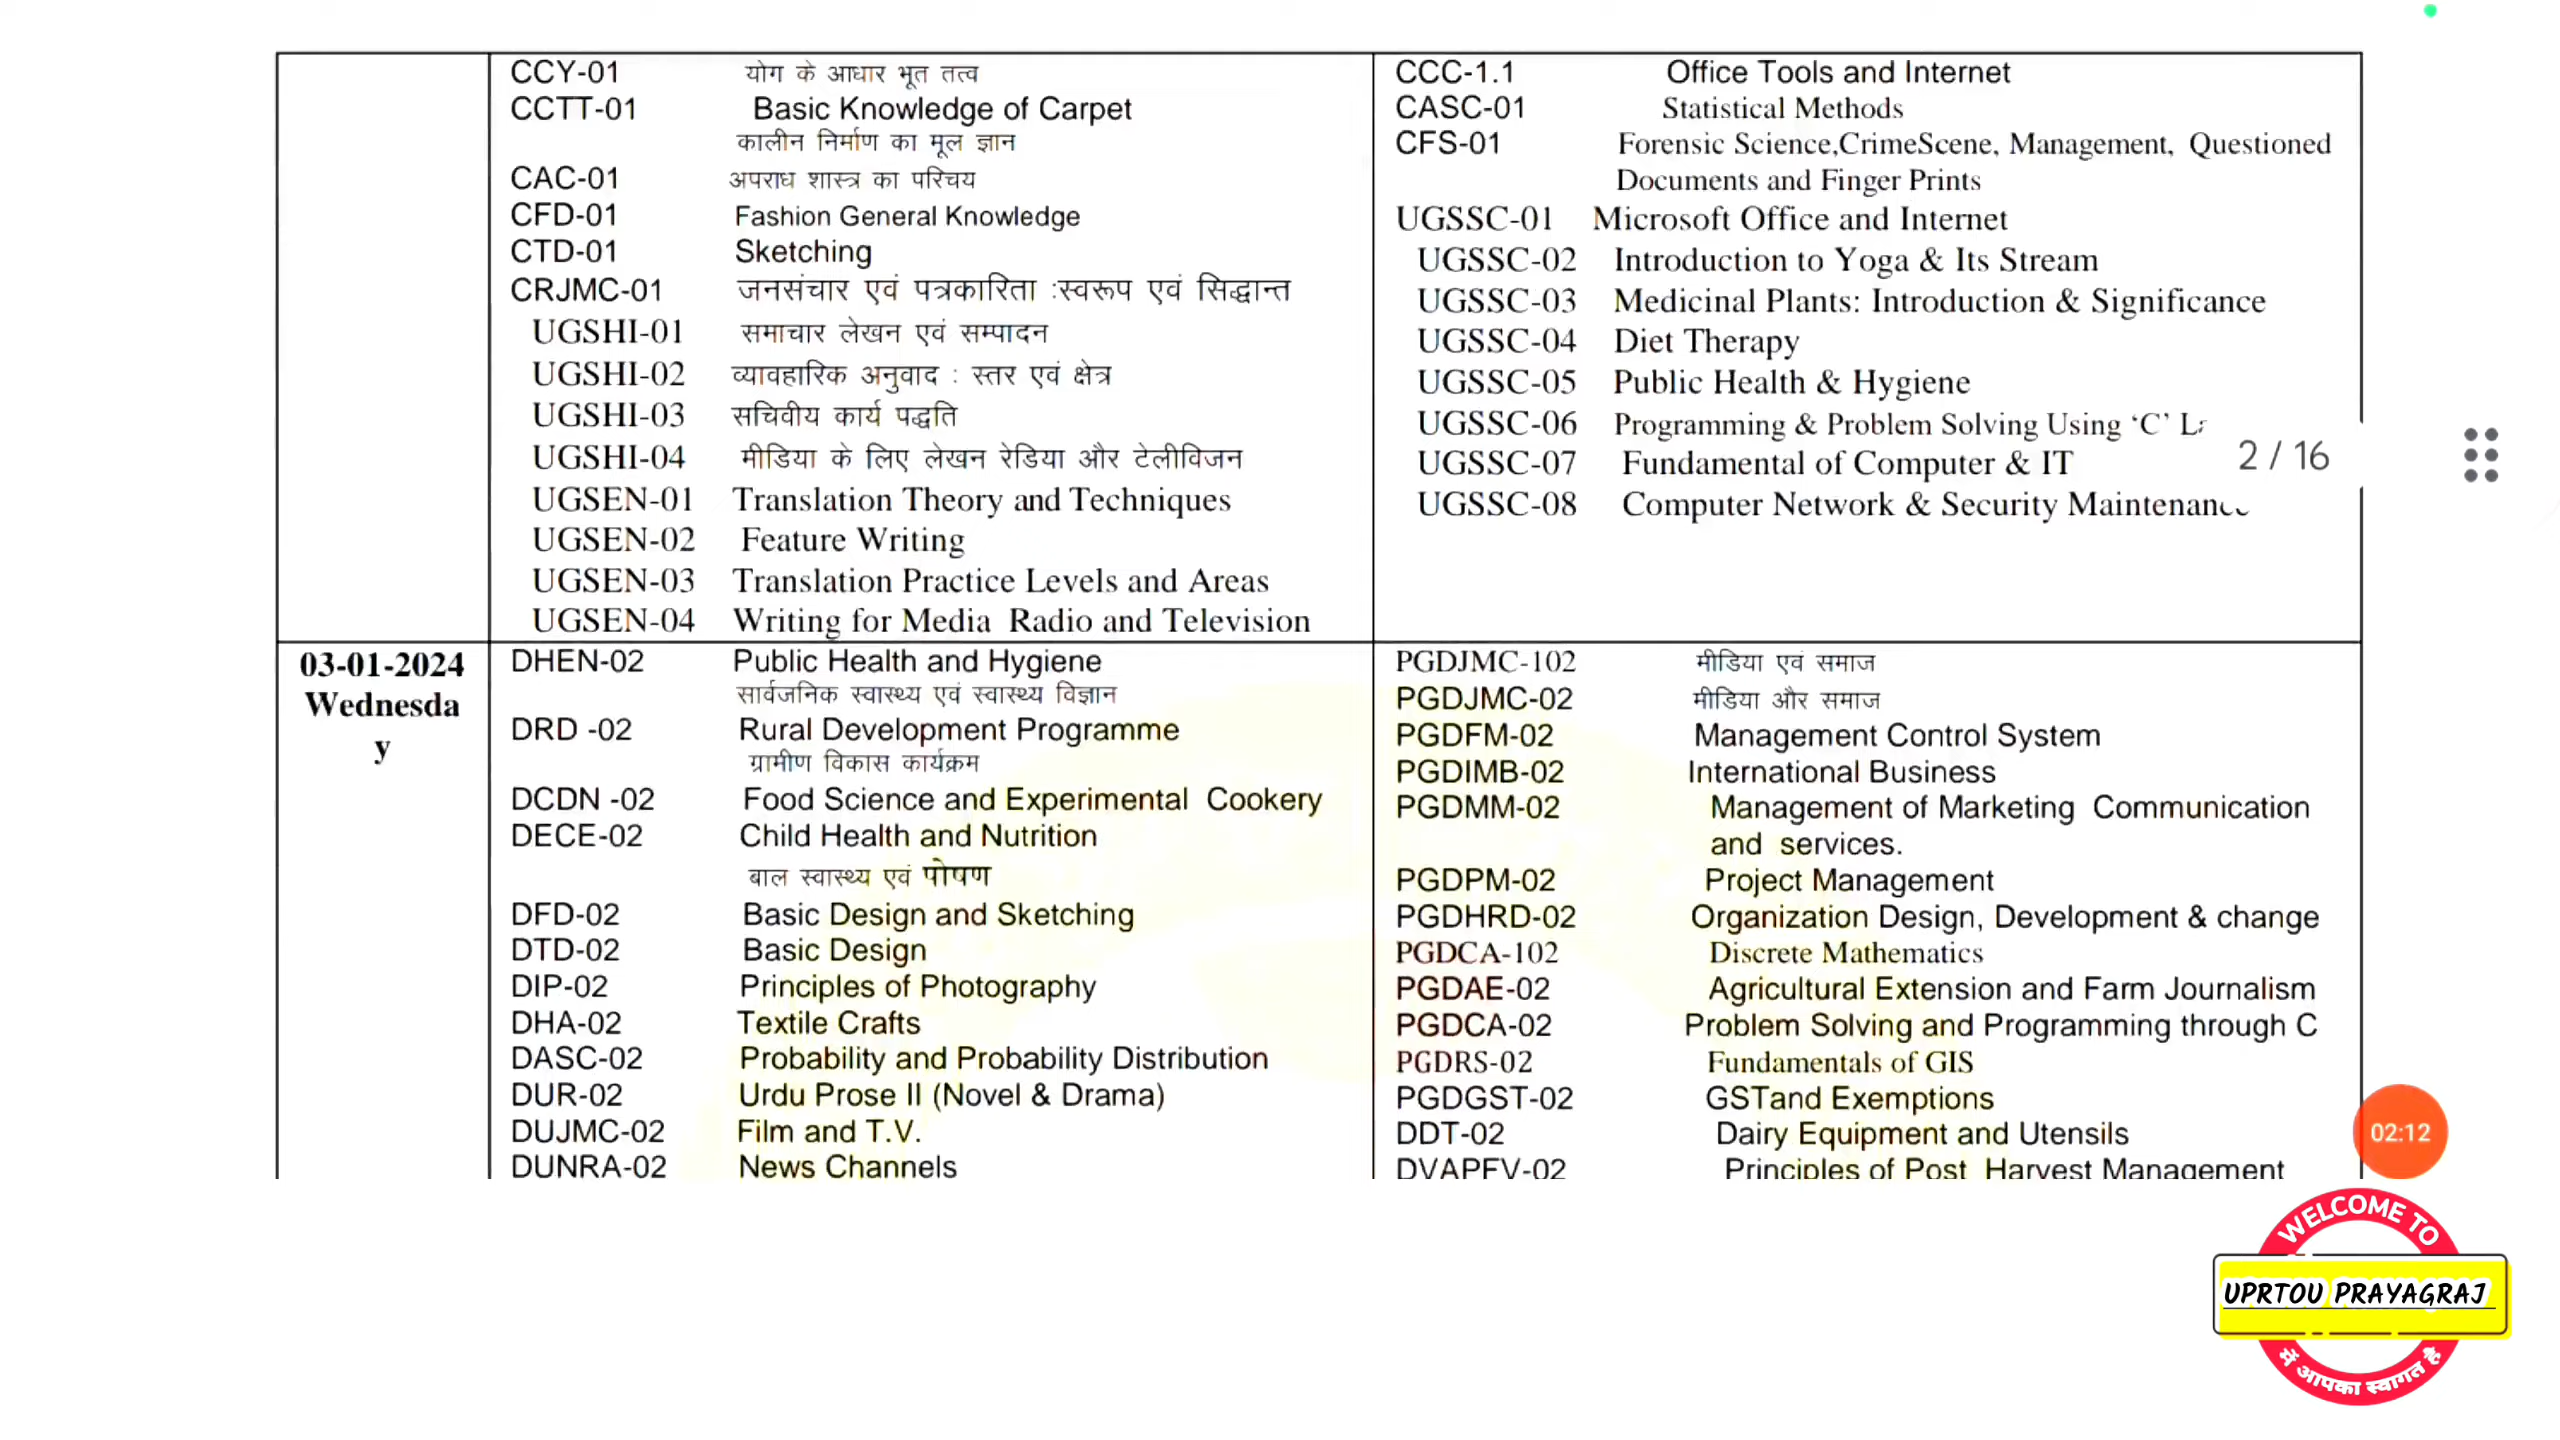 CCY-01 योग के आधार भूत तत्व
CCTT-01 Basic Knowledge of Carpet
कालीन निर्माण का मूल ज्ञान
CAC-01 अपराध शास्त्र का परिचय
CFD-01 Fashion General Knowledge
CTD-01 Sketching
CRJMC-01 जनसंचार एवं पत्रकारिता :स्वरूप एवं सिद्धान्त
UGSHI-01 समाचार लेखन एवं सम्पादन
UGSHI-02 व्यावहारिक अनुवाद : स्तर एवं क्षेत्र
UGSHI-03 सचिवीय कार्य पद्धति
UGSHI-04 मीडिया के लिए लेखन रेडिया और टेलीविजन
UGSEN-01 Translation Theory and Techniques
UGSEN-02 Feature Writing
UGSEN-03 Translation Practice Levels and Areas
UGSEN-04 Writing for Media Radio and Television
CCC-1.1 Office Tools and Internet
CASC-01 Statistical Methods
CFS-01 Forensic Science,CrimeScene, Management, Questioned
Documents and Finger Prints
UGSSC-01 Microsoft Office and Internet
UGSSC-02 Introduction to Yoga & Its Stream
UGSSC-03 Medicinal Plants: Introduction & Significance
UGSSC-04 Diet Therapy
UGSSC-05 Public Health & Hygiene
UGSSC-06 Programming & Problem Solving Using ‘C’
UGSSC-07 Fundamental of Computer & IT
UGSSC-08 Computer Network & Security Maintenance
2 / 16
03-01-2024
Wednesda
y
DHEN-02 Public Health and Hygiene
सार्वजनिक स्वास्थ्य एवं स्वास्थ्य विज्ञान
DRD -02 Rural Development Programme
ग्रामीण विकास कार्यक्रम
DCDN -02 Food Science and Experimental Cookery
DECE-02 Child Health and Nutrition
बाल स्वास्थ्य एवं पोषण
DFD-02 Basic Design and Sketching
DTD-02 Basic Design
DIP-02 Principles of Photography
DHA-02 Textile Crafts
DASC-02 Probability and Probability Distribution
DUR-02 Urdu Prose II (Novel & Drama)
DUJMC-02 Film and T.V.
DUNRA-02 News Channels
PGDJMC-102 मीडिया एवं समाज
PGDJMC-02 मीडिया और समाज
PGDFM-02 Management Control System
PGDIMB-02 International Business
PGDMM-02 Management of Marketing Communication
and services.
PGDPM-02 Project Management
PGDHRD-02 Organization Design, Development & change
PGDCA-102 Discrete Mathematics
PGDAE-02 Agricultural Extension and Farm Journalism
PGDCA-02 Problem Solving and Programming through C
PGDRS-02 Fundamentals of GIS
PGDGST-02 GSTand Exemptions
DDT-02 Dairy Equipment and Utensils
DVAPFV-02 Principles of Post Harvest Management
02:12
WELCOME TO
UPRTOU PRAYAGRAJ
में आपका स्वागत है